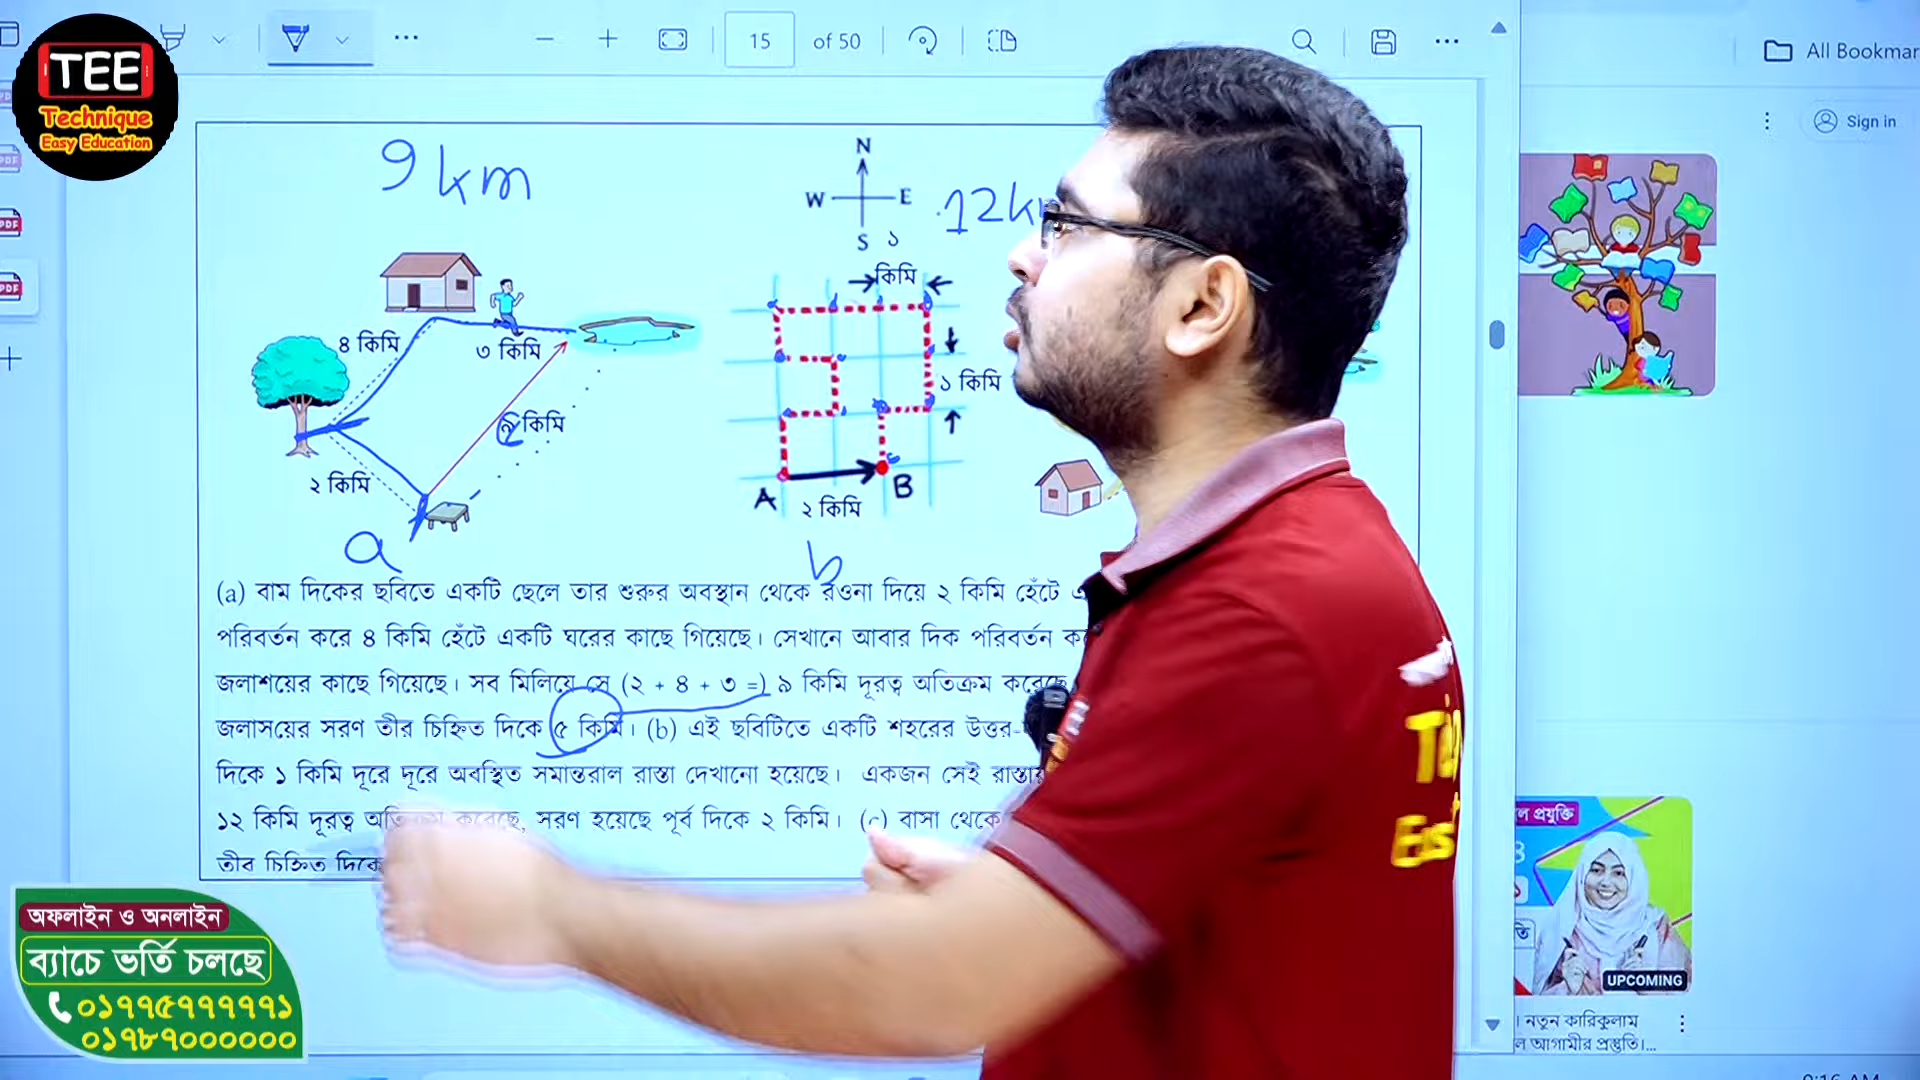 TEE
Technique
Easy Education
15 of 50
All Bookmar
Sign in
9 km
N
W E
S
12 k
১
কিমি
৪ কিমি
৩ কিমি
১ কিমি
কিমি
২ কিমি
A
B
২ কিমি
a
b
(a) বাম দিকের ছবিতে একটি ছেলে তার শুরুর অবস্থান থেকে রওনা দিয়ে ২ কিমি হেঁটে
পরিবর্তন করে ৪ কিমি হেঁটে একটি ঘরের কাছে গিয়েছে। সেখানে আবার দিক পরিবর্তন
জলাশয়ের কাছে গিয়েছে। সব মিলিয়ে সে (২ + ৪ + ৩ =) ৯ কিমি দূরত্ব অতিক্রম করেছে
জলাসয়ের সরণ তীর চিহ্নিত দিকে ৫ কিমি। (b) এই ছবিটিতে একটি শহরের উত্তর-
দিকে ১ কিমি দূরে দূরে অবস্থিত সমান্তরাল রাস্তা দেখানো হয়েছে। একজন সেই রাস্তায়
১২ কিমি দূরত্ব অতিক্রম করেছে, সরণ হয়েছে পূর্ব দিকে ২ কিমি। (c) বাসা থেকে
তীর চিহ্নিত দিকে
অফলাইন ও অনলাইন
ব্যাচে ভর্তি চলছে
০১৭৭৫৭৭৭৭৭১
০১৭৮৭০০০০০০
ল প্রযুক্তি
UPCOMING
। নতুন কারিকুলাম
ল আগামীর প্রস্তুতি।...